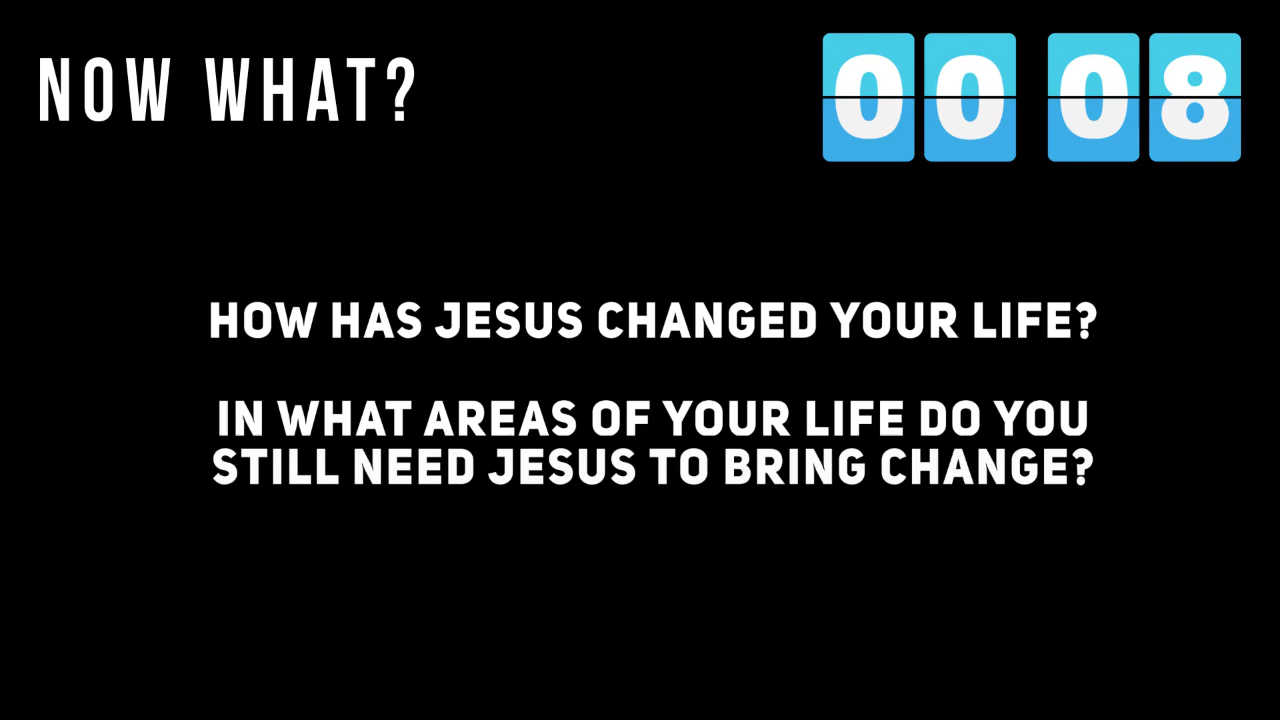 NOW WHAT?
00 08
HOW HAS JESUS CHANGED YOUR LIFE?
IN WHAT AREAS OF YOUR LIFE DO YOU
STILL NEED JESUS TO BRING CHANGE?